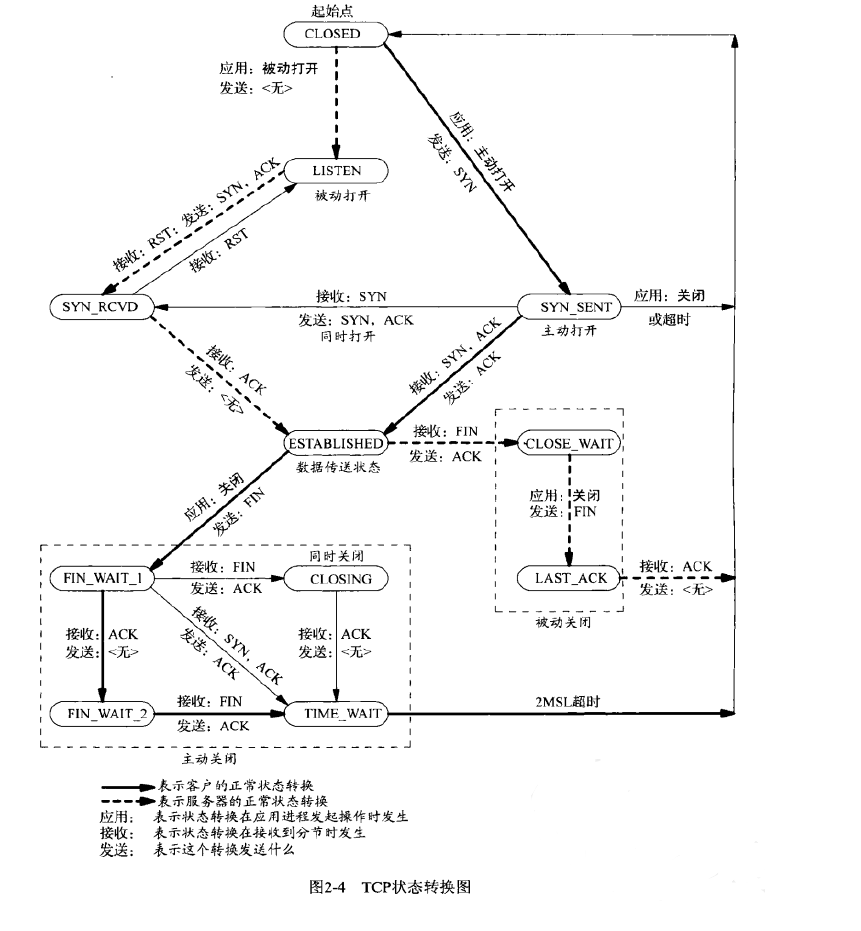 起始点
CLOSED
应用：被动打开
发送：<无>
应用：主动打开
发送：SYN
LISTEN
被动打开
接收：RST；发送：SYN，ACK
接收：RST
SYN_RCVD
接收：SYN
发送：SYN，ACK
同时打开
SYN_SENT
主动打开
应用：关闭
或超时
接收：ACK
发送：<无>
接收：SYN，ACK
发送：ACK
ESTABLISHED
数据传送状态
接收：FIN
发送：ACK
CLOSE_WAIT
应用：关闭
发送：FIN
应用：关闭
发送：FIN
LAST_ACK
接收：ACK
发送：<无>
被动关闭
同时关闭
FIN_WAIT_1
接收：FIN
发送：ACK
CLOSING
接收：ACK
发送：<无>
接收：SYN，ACK
发送：ACK
接收：ACK
发送：<无>
FIN_WAIT_2
接收：FIN
发送：ACK
TIME_WAIT
2MSL超时
主动关闭
表示客户的正常状态转换
表示服务器的正常状态转换
应用： 表示状态转换在应用进程发起操作时发生
接收： 表示状态转换在接收到分节时发生
发送： 表示这个转换发送什么
图2-4 TCP状态转换图